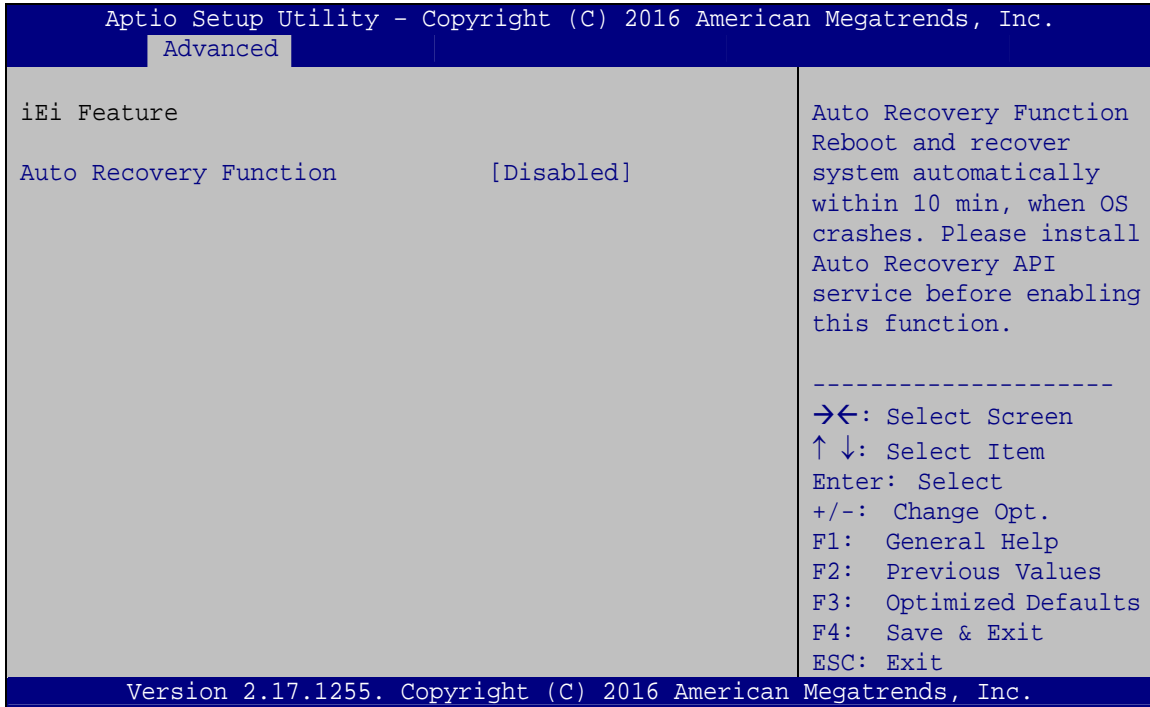 Aptio Setup Utility – Copyright (C) 2016 American Megatrends, Inc.
Advanced
iEi Feature
Auto Recovery Function [Disabled]
Auto Recovery Function
Reboot and recover
system automatically
within 10 min, when OS
crashes. Please install
Auto Recovery API
service before enabling
this function.
---------------------
→←: Select Screen
↑ ↓: Select Item
Enter: Select
+/-: Change Opt.
F1: General Help
F2: Previous Values
F3: Optimized Defaults
F4: Save & Exit
ESC: Exit
Version 2.17.1255. Copyright (C) 2016 American Megatrends, Inc.